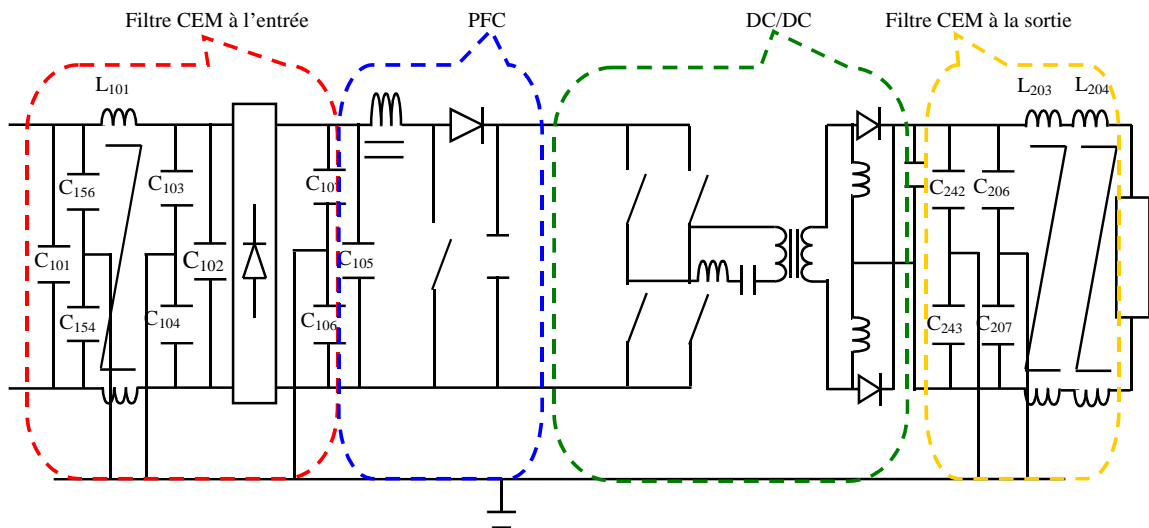 Filtre CEM à l'entrée
PFC
DC/DC
Filtre CEM à la sortie
L101
L203
L204
C156
C103
C107
C242
C206
C101
C102
C105
C154
C104
C106
C243
C207